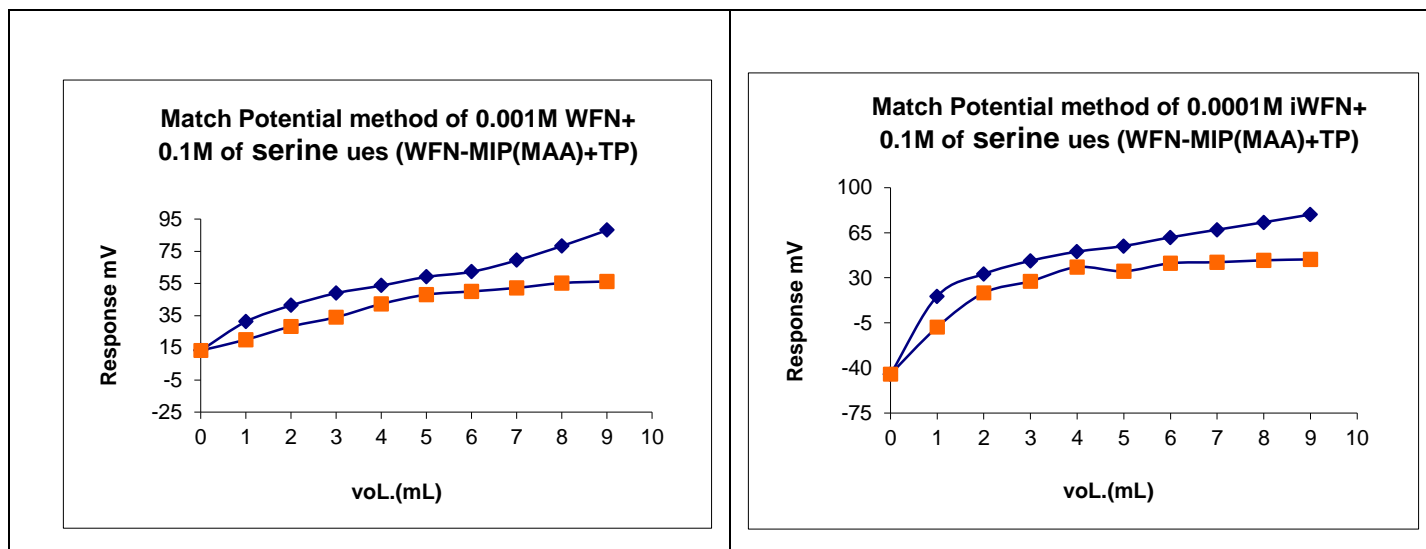 Match Potential method of 0.001M WFN+
0.1M of serine ues (WFN-MIP(MAA)+TP)
95
75
55
35
15
-5
-25
Response mV
0 1 2 3 4 5 6 7 8 9 10
voL.(mL)
Match Potential method of 0.0001M iWFN+
0.1M of serine ues (WFN-MIP(MAA)+TP)
100
65
30
-5
-40
-75
Response mV
0 1 2 3 4 5 6 7 8 9 10
voL.(mL)